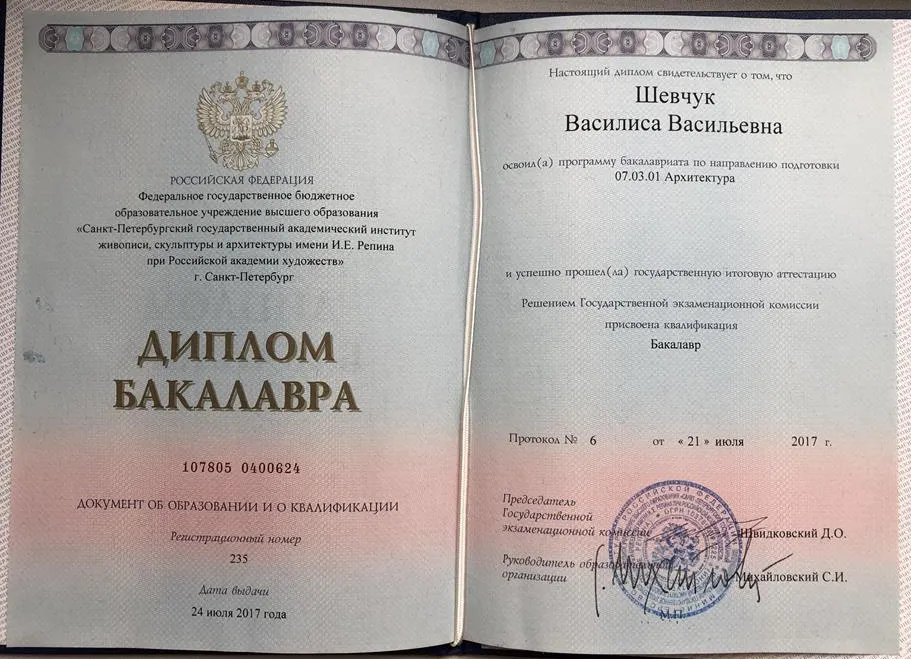 РОССИЙСКАЯ ФЕДЕРАЦИЯ
Федеральное государственное бюджетное
образовательное учреждение высшего образования
«Санкт-Петербургский государственный академический институт
живописи, скульптуры и архитектуры имени И.Е. Репина
при Российской академии художеств»
г. Санкт-Петербург
ДИПЛОМ
БАКАЛАВРА
107805 0400624
ДОКУМЕНТ ОБ ОБРАЗОВАНИИ И О КВАЛИФИКАЦИИ
Регистрационный номер
235
Дата выдачи
24 июля 2017 года
Настоящий диплом свидетельствует о том, что
Шевчук
Василиса Васильевна
освоил(а) программу бакалавриата по направлению подготовки
07.03.01 Архитектура
и успешно прошел(ла) государственную итоговую аттестацию
Решением Государственной экзаменационной комиссии
присвоена квалификация
Бакалавр
Протокол № 6 от « 21 » июля 2017 г.
Председатель
Государственной
экзаменационной комиссии Швидковский Д.О.
Руководитель образовательной
организации Михайловский С.И.
М.П.